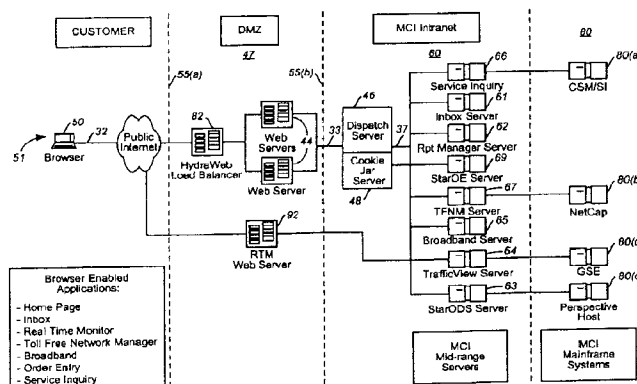 CUSTOMER
DMZ
47
MCI Intranet
60
80
55(a)
55(b)
50
32
51
Browser
Public
Internet
82
HydraWeb
Load Balancer
Web
Servers
44
Web Server
33
46
Dispatch
Server
37
Cookie
Jar
Server
48
92
RTM
Web Server
66
Service Inquiry
61
Inbox Server
62
Rpt Manager Server
69
StarOE Server
67
TFNM Server
65
Broadband Server
64
TrafficView Server
63
StarODS Server
80(a)
CSM/SI
80(b)
NetCap
GSE
Perspective
Host
Browser Enabled
Applications:
- Home Page
- Inbox
- Real Time Monitor
- Toll Free Network Manager
- Broadband
- Order Entry
- Service Inquiry
MCI
Mid-range
Servers
MCI
Mainframe
Systems